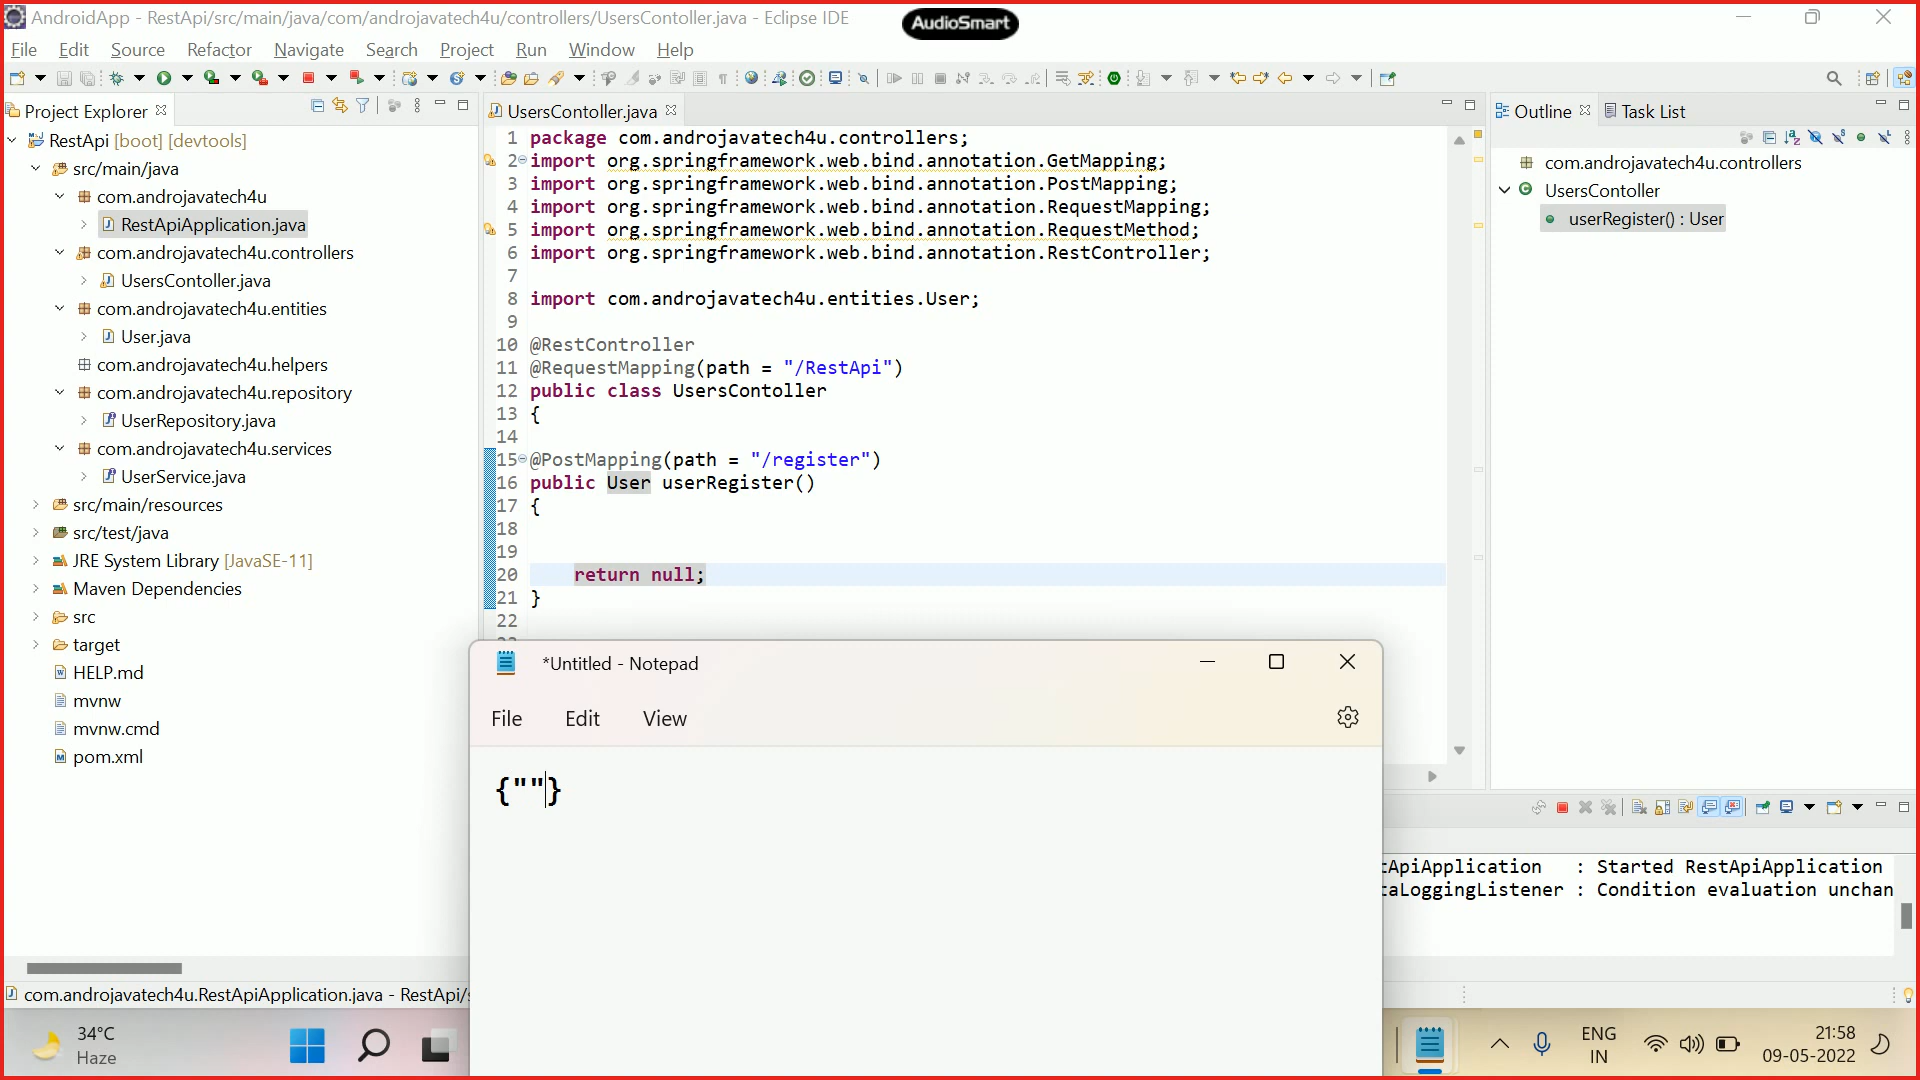 AndroidApp - RestApi/src/main/java/com/androjavatech4u/controllers/UsersContoller.java - Eclipse IDE
AudioSmart
File Edit Source Refactor Navigate Search Project Run Window Help
Project Explorer
RestApi [boot] [devtools]
src/main/java
com.androjavatech4u
RestApiApplication.java
com.androjavatech4u.controllers
UsersContoller.java
com.androjavatech4u.entities
User.java
com.androjavatech4u.helpers
com.androjavatech4u.repository
UserRepository.java
com.androjavatech4u.services
UserService.java
src/main/resources
src/test/java
JRE System Library [JavaSE-11]
Maven Dependencies
src
target
HELP.md
mvnw
mvnw.cmd
pom.xml
UsersContoller.java
1 package com.androjavatech4u.controllers;
2 import org.springframework.web.bind.annotation.GetMapping;
3 import org.springframework.web.bind.annotation.PostMapping;
4 import org.springframework.web.bind.annotation.RequestMapping;
5 import org.springframework.web.bind.annotation.RequestMethod;
6 import org.springframework.web.bind.annotation.RestController;
7
8 import com.androjavatech4u.entities.User;
9
10 @RestController
11 @RequestMapping(path = "/RestApi")
12 public class UsersContoller
13 {
14
15 @PostMapping(path = "/register")
16 public User userRegister()
17 {
18
19
20 return null;
21 }
22
Outline Task List
com.androjavatech4u.controllers
UsersContoller
userRegister() : User
*Untitled - Notepad
File Edit View
{""}
ApiApplication : Started RestApiApplication
aLoggingListener : Condition evaluation unchan
com.androjavatech4u.RestApiApplication.java - RestApi/
34°C
Haze
ENG
IN
21:58
09-05-2022